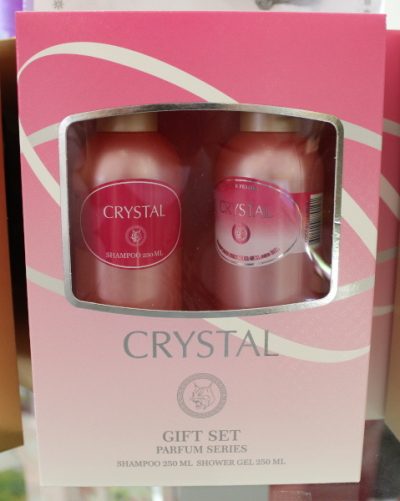 CRYSTAL
SHAMPOO 250 ML
CRYSTAL
CRYSTAL
GIFT SET
PARFUM SERIES
SHAMPOO 250 ML SHOWER GEL 250 ML